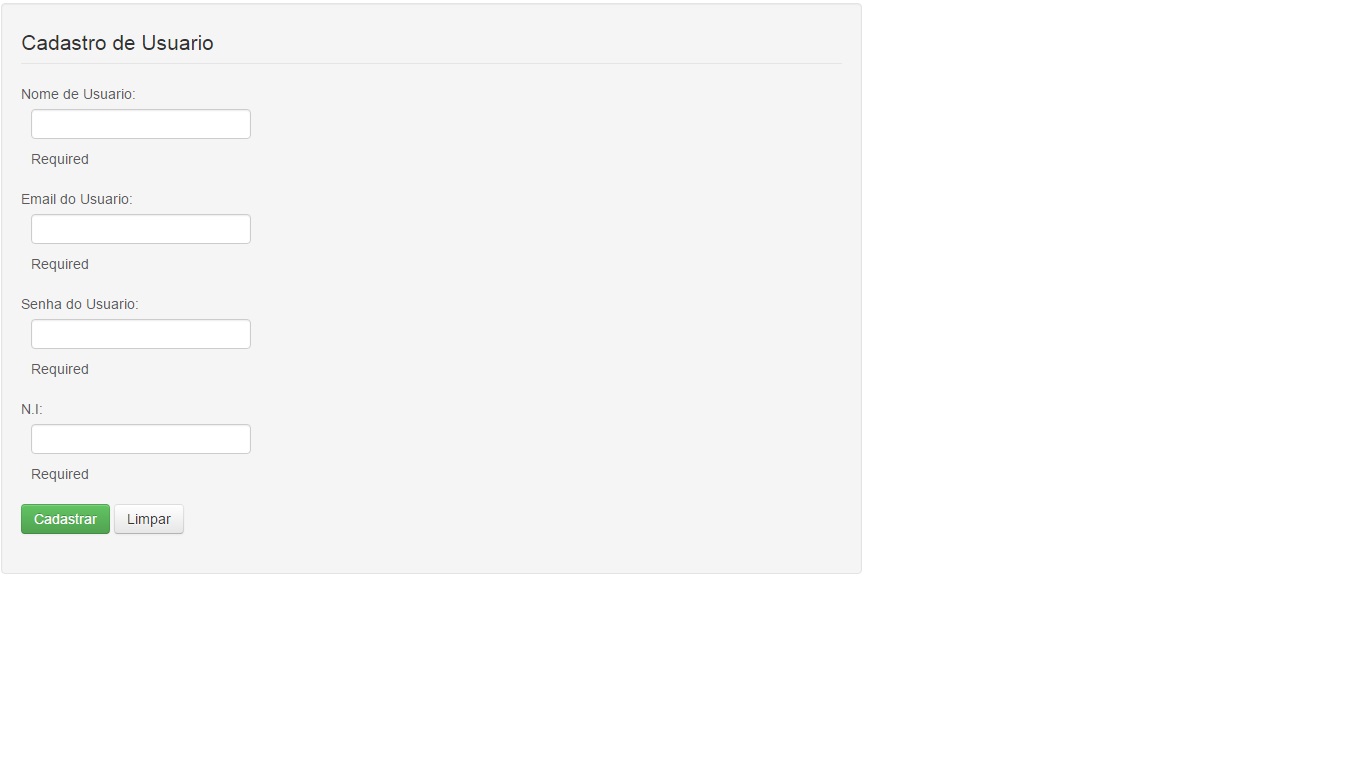 Cadastro de Usuario
Nome de Usuario:
Required
Email do Usuario:
Required
Senha do Usuario:
Required
N.I:
Required
Cadastrar Limpar